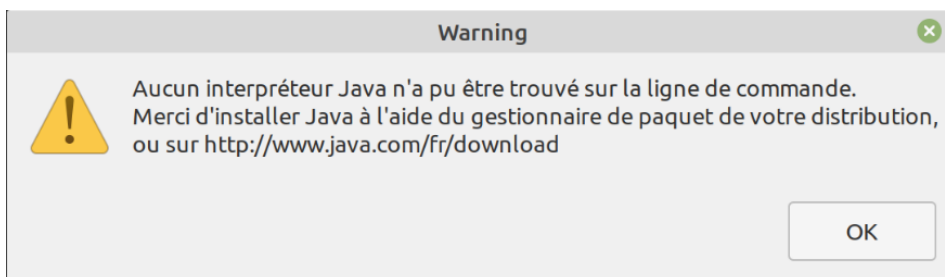 Warning
Aucun interpréteur Java n'a pu être trouvé sur la ligne de commande.
Merci d'installer Java à l'aide du gestionnaire de paquet de votre distribution,
ou sur http://www.java.com/fr/download
OK